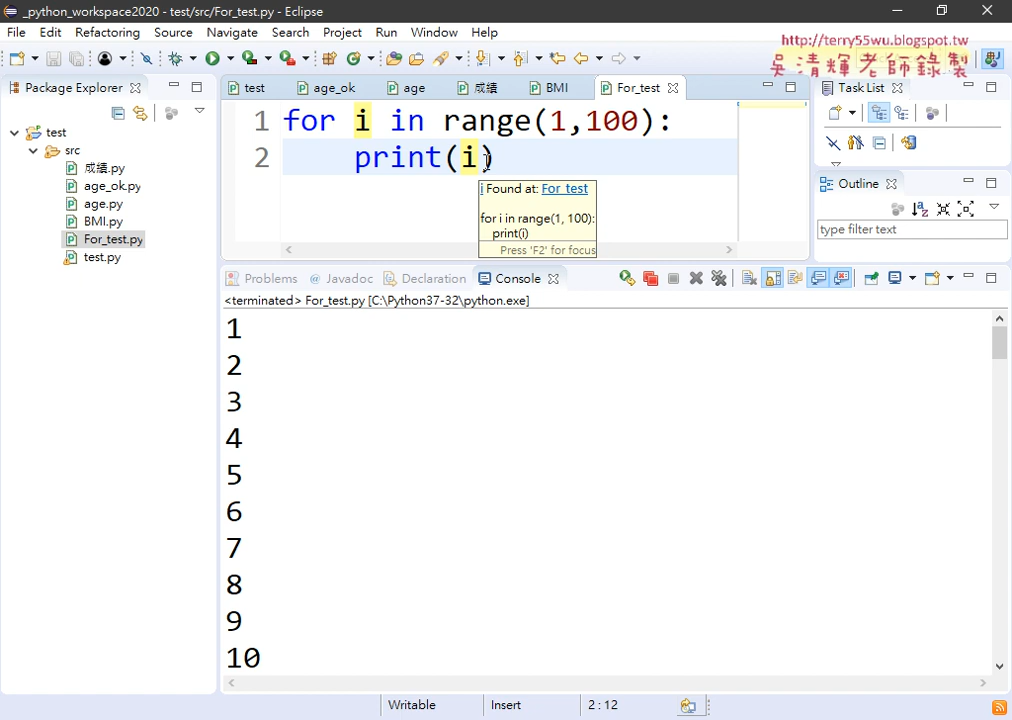 _python_workspace2020 - test/src/For_test.py - Eclipse
http://terry55wu.blogspot.tw
吳清輝老師錄製
File Edit Refactoring Source Navigate Search Project Run Window Help
Package Explorer
test
src
成績.py
age_ok.py
age.py
BMI.py
For_test.py
test.py
test age_ok age 成績 BMI For_test
1 for i in range(1,100):
2 print(i)
i Found at: For_test
for i in range(1, 100):
print(i)
Press 'F2' for focus
Task List
Outline
type filter text
Problems @ Javadoc Declaration Console
<terminated> For_test.py [C:\Python37-32\python.exe]
1
2
3
4
5
6
7
8
9
10
Writable Insert 2 : 12